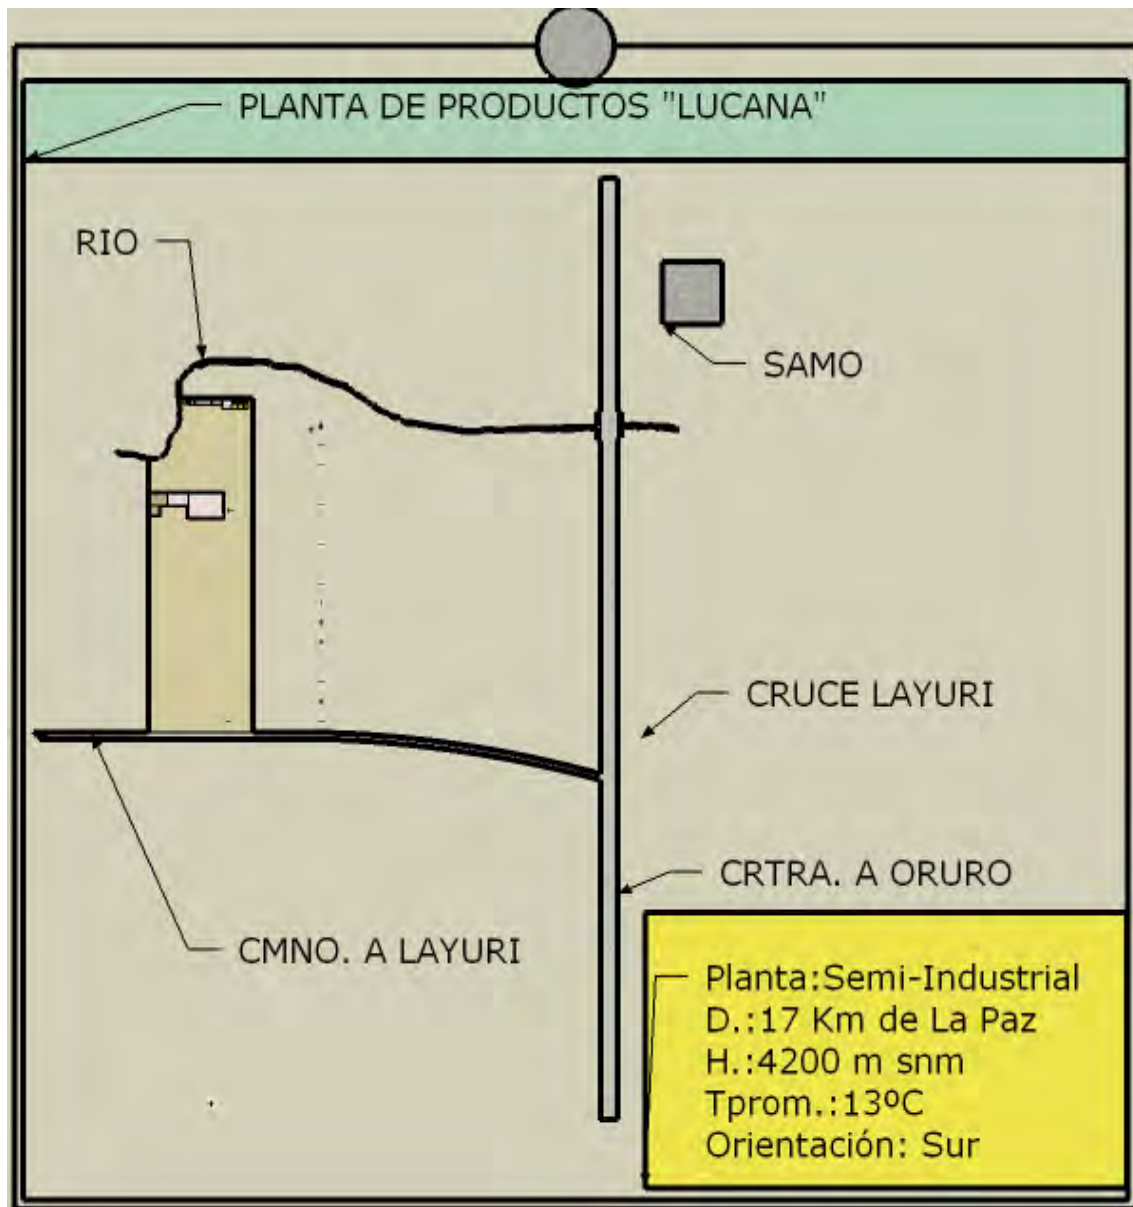 PLANTA DE PRODUCTOS "LUCANA"
RIO
SAMO
CRUCE LAYURI
CRTRA. A ORURO
CMNO. A LAYURI
Planta:Semi-Industrial
D.:17 Km de La Paz
H.:4200 m snm
Tprom.:13ºC
Orientación: Sur